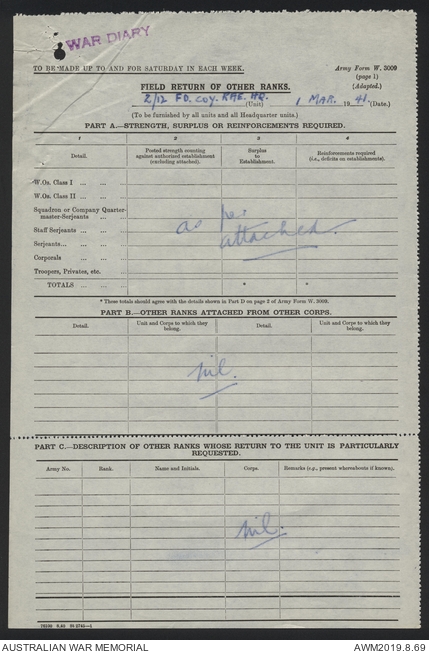 WAR DIARY
TO BE MADE UP TO AND FOR SATURDAY IN EACH WEEK.
Army Form W. 3009
(page 1)
(Adapted.)
FIELD RETURN OF OTHER RANKS.
2/12 FD. COY. RAE. HQ. (Unit) 1 MAR. 1941 (Date.)
(To be furnished by all units and all Headquarter units.)
PART A.—STRENGTH, SURPLUS OR REINFORCEMENTS REQUIRED.
1 2 3 4
Detail. Posted strength counting against authorized establishment (excluding attached). Surplus to Establishment. Reinforcements required (i.e., deficits on establishments).
W.Os. Class I ... ...
W.Os. Class II ... ...
Squadron or Company Quarter-
master-Serjeants ... ...
Staff Serjeants ... ...
Serjeants... ... ...
Corporals ... ...
Troopers, Privates, etc.
as per
attached.
TOTALS ... ... * *
* These totals should agree with the details shown in Part D on page 2 of Army Form W. 3009.
PART B.—OTHER RANKS ATTACHED FROM OTHER CORPS.
Detail. Unit and Corps to which they belong. Detail. Unit and Corps to which they belong.
nil.
PART C.—DESCRIPTION OF OTHER RANKS WHOSE RETURN TO THE UNIT IS PARTICULARLY
REQUESTED.
Army No. Rank. Name and Initials. Corps. Remarks (e.g., present whereabouts if known).
nil.
AUSTRALIAN WAR MEMORIAL
AWM2019.8.69